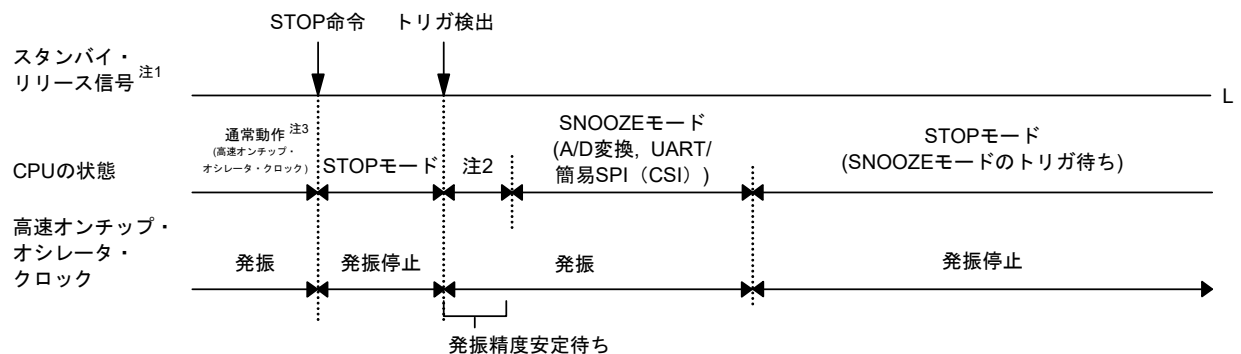 STOP命令 トリガ検出
スタンバイ・
リリース信号 注1
L
通常動作 注3
(高速オンチップ・
オシレータ・クロック)
STOPモード
注2
SNOOZEモード
(A/D変換, UART/
簡易SPI（CSI）)
STOPモード
(SNOOZEモードのトリガ待ち)
CPUの状態
高速オンチップ・
オシレータ・
クロック
発振 発振停止 発振 発振停止
発振精度安定待ち